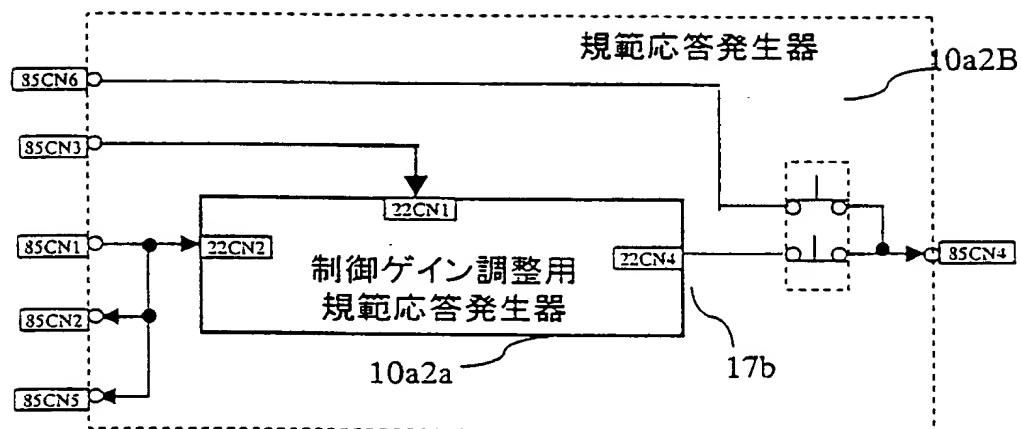 規範応答発生器
10a2B
85CN6
85CN3
22CN1
85CN1
22CN2
制御ゲイン調整用
規範応答発生器
22CN4
85CN4
85CN2
10a2a
17b
85CN5